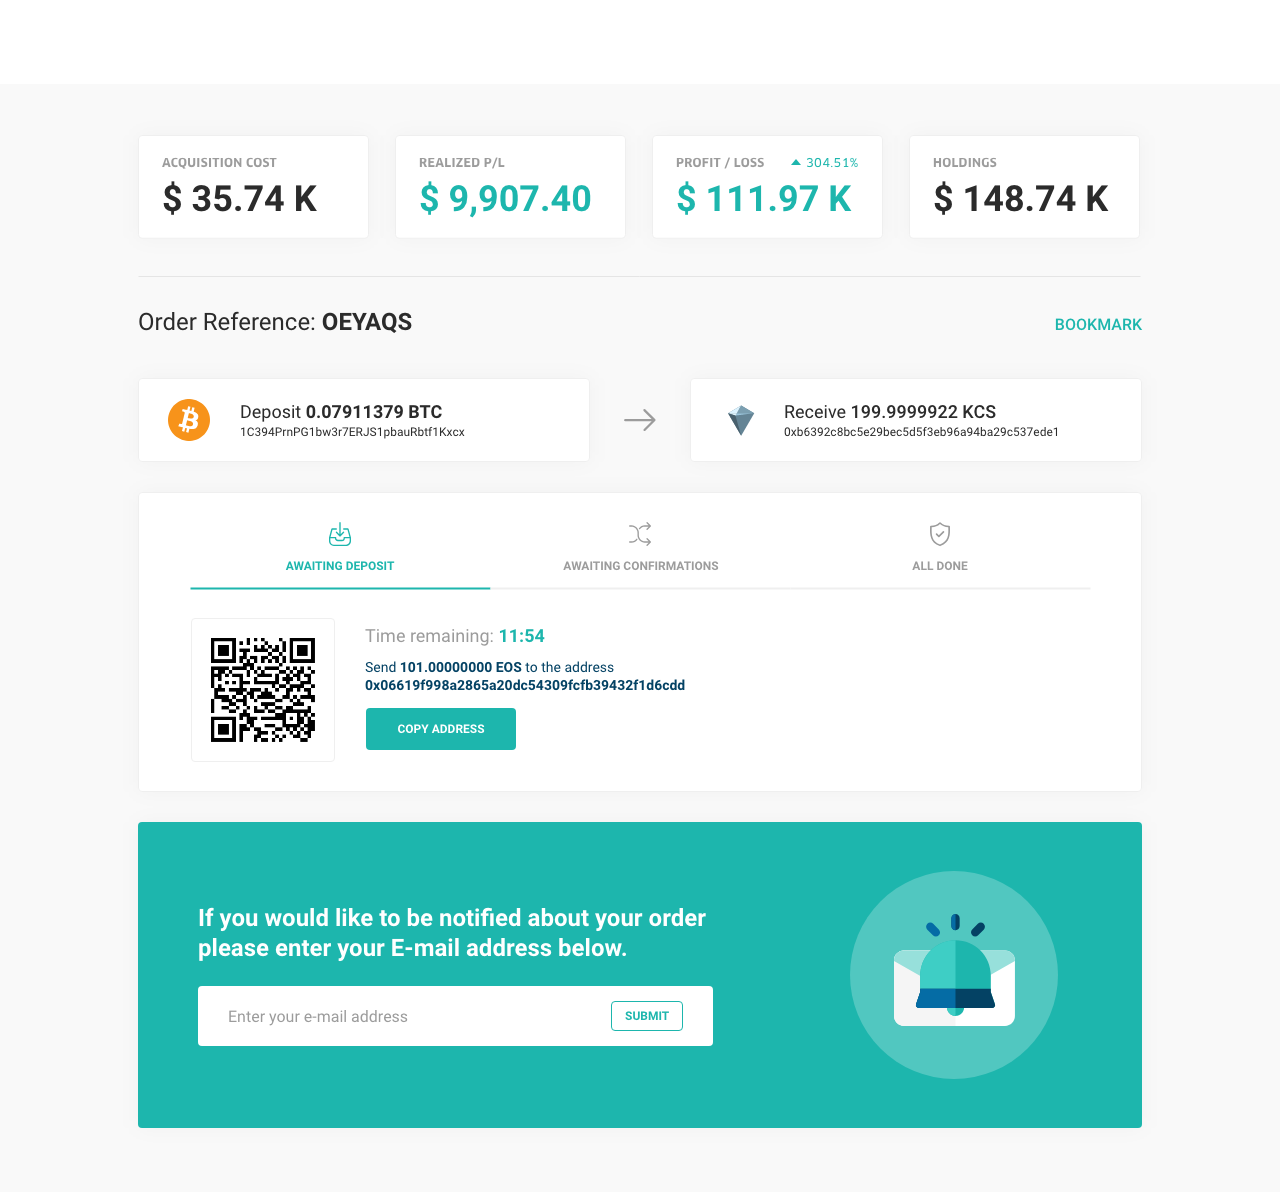 ACQUISITION COST
$ 35.74 K
REALIZED P/L
$ 9,907.40
PROFIT / LOSS 304.51%
$ 111.97 K
HOLDINGS
$ 148.74 K
Order Reference: OEYAQS
BOOKMARK
Deposit 0.07911379 BTC
1C394PrnPG1bw3r7ERJS1pbauRbtf1Kxcx
Receive 199.9999922 KCS
0xb6392c8bc5e29bec5d5f3eb96a94ba29c537ede1
AWAITING DEPOSIT
AWAITING CONFIRMATIONS
ALL DONE
Time remaining: 11:54
Send 101.00000000 EOS to the address
0x06619f998a2865a20dc54309fcfb39432f1d6cdd
COPY ADDRESS
If you would like to be notified about your order
please enter your E-mail address below.
Enter your e-mail address
SUBMIT